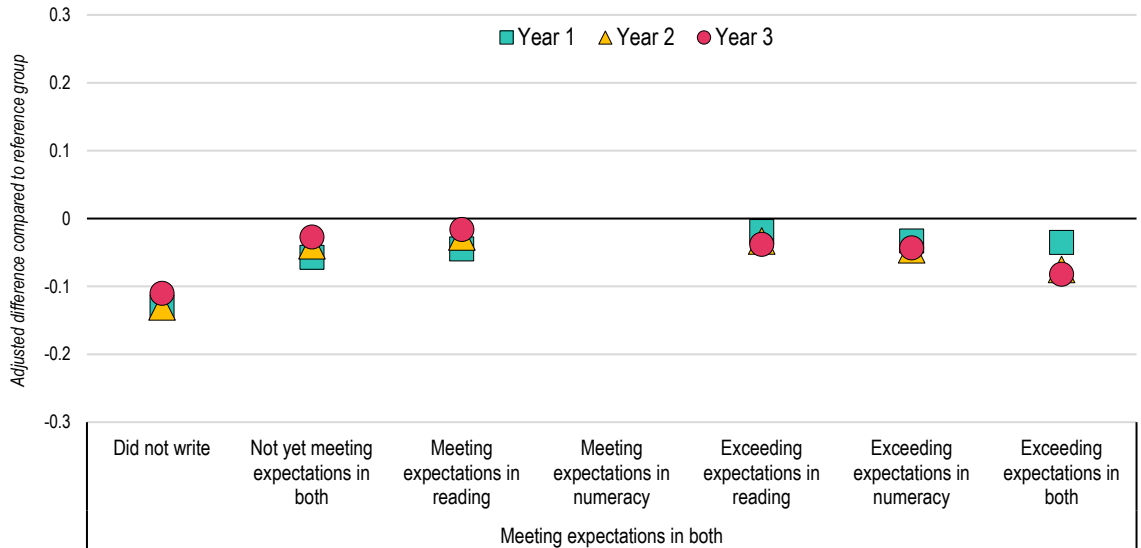 0.3
Year 1 Year 2 Year 3
0.2
0.1
0
-0.1
-0.2
-0.3
Adjusted difference compared to reference group
Did not write
Not yet meeting
expectations in
both
Meeting
expectations in
reading
Meeting
expectations in
numeracy
Exceeding
expectations in
reading
Exceeding
expectations in
numeracy
Exceeding
expectations in
both
Meeting expectations in both